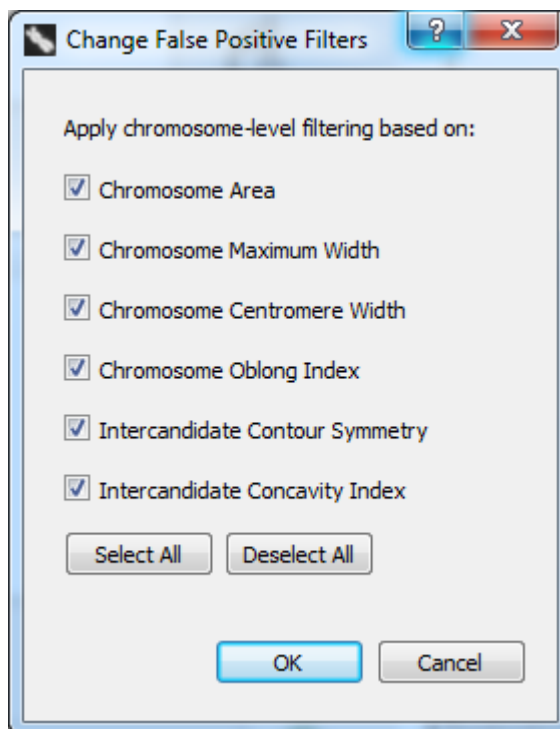 Change False Positive Filters
?
X
Apply chromosome-level filtering based on:
Chromosome Area
Chromosome Maximum Width
Chromosome Centromere Width
Chromosome Oblong Index
Intercandidate Contour Symmetry
Intercandidate Concavity Index
Select All
Deselect All
OK
Cancel